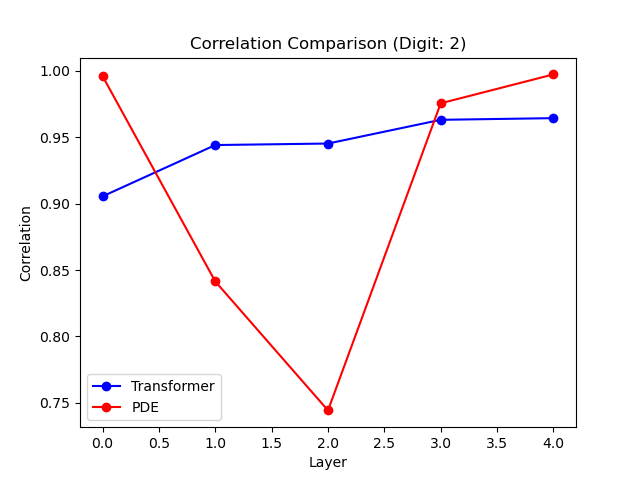 Correlation Comparison (Digit: 2)
1.00
0.95
0.90
0.85
0.80
0.75
Correlation
Transformer
PDE
0.0 0.5 1.0 1.5 2.0 2.5 3.0 3.5 4.0
Layer